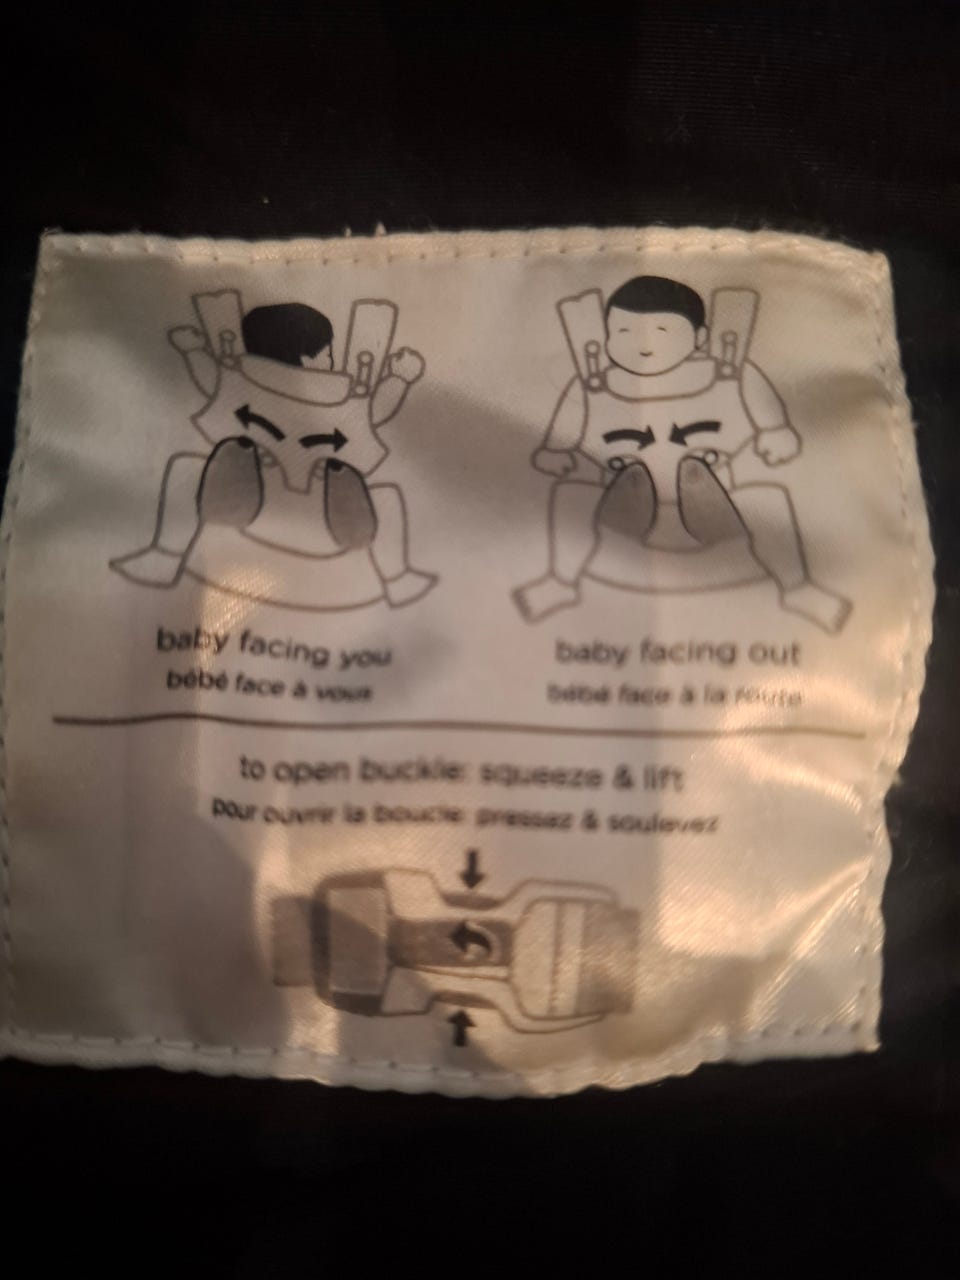 baby facing you
bébé face à vous
baby facing out
bébé face à la route
to open buckle: squeeze & lift
pour ouvrir la boucle: pressez & soulevez